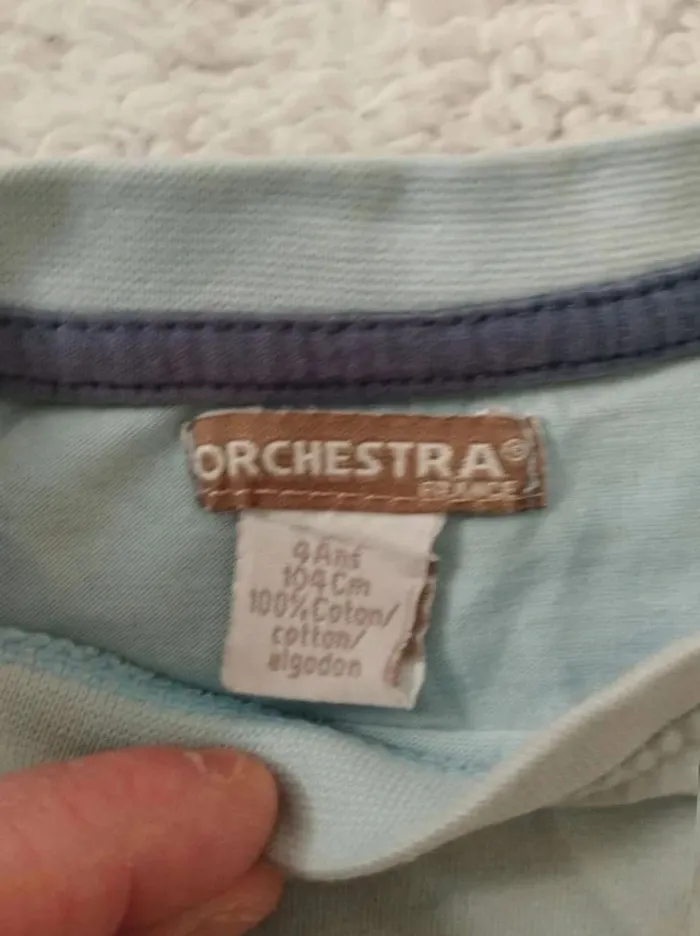 ORCHESTRA®
FRANCE
4 Ans
104 Cm
100% Coton/
cotton/
algodon